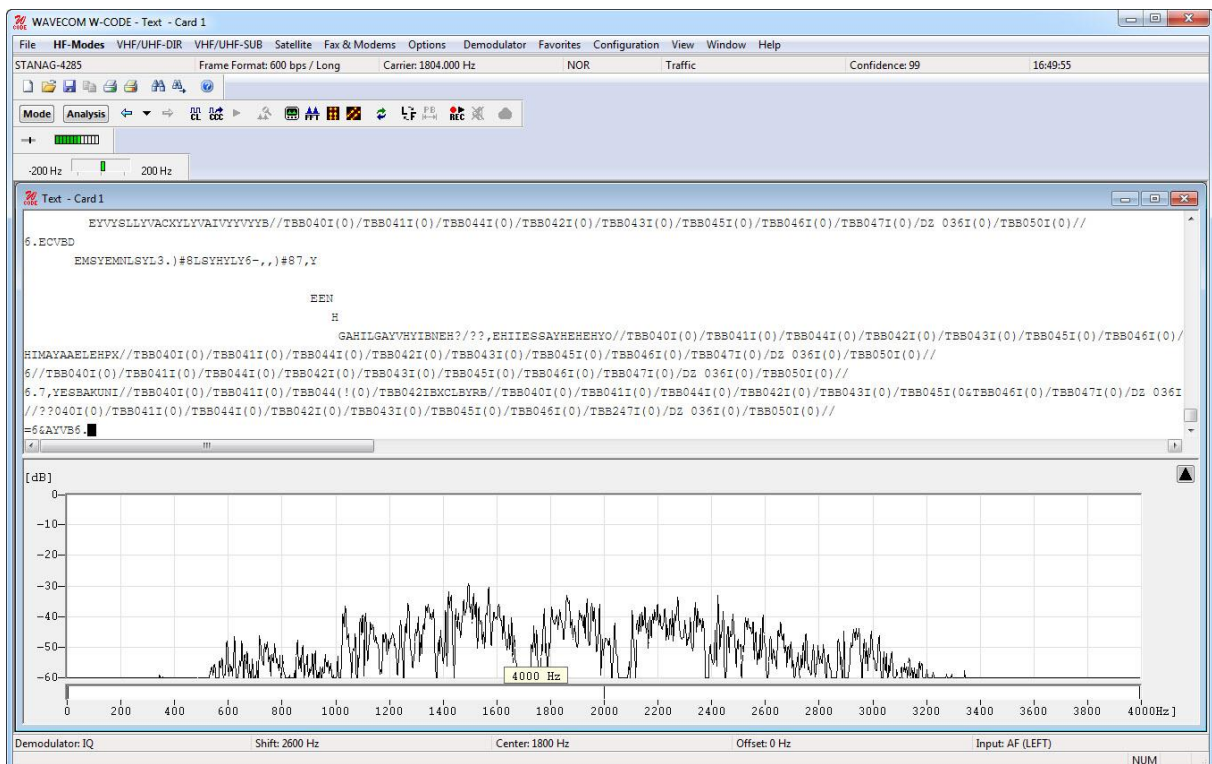 WAVECOM W-CODE - Text - Card 1
File HF-Modes VHF/UHF-DIR VHF/UHF-SUB Satellite Fax & Modems Options Demodulator Favorites Configuration View Window Help
STANAG-4285 Frame Format: 600 bps / Long Carrier: 1804.000 Hz NOR Traffic Confidence: 99 16:49:55
Mode Analysis CL CCC REC
-200 Hz 200 Hz
Text - Card 1
EYVYSLLYVACXYLYVAIVYYVYYB//TBB040I(0)/TBB041I(0)/TBB044I(0)/TBB042I(0)/TBB043I(0)/TBB045I(0)/TBB046I(0)/TBB047I(0)/DZ 036I(0)/TBB050I(0)//
6.ECVBD
EMSYEMNLSYL3.)#8LSYHYLY6-,,)#87,Y
EEN
H
GAHILGAYVHYIBNEH?/??,EHIIESSAYHEHEHYO//TBB040I(0)/TBB041I(0)/TBB044I(0)/TBB042I(0)/TBB043I(0)/TBB045I(0)/TBB046I(0)/
HIMAYAAELEHPX//TBB040I(0)/TBB041I(0)/TBB044I(0)/TBB042I(0)/TBB043I(0)/TBB045I(0)/TBB046I(0)/TBB047I(0)/DZ 036I(0)/TBB050I(0)//
6//TBB040I(0)/TBB041I(0)/TBB044I(0)/TBB042I(0)/TBB043I(0)/TBB045I(0)/TBB046I(0)/TBB047I(0)/DZ 036I(0)/TBB050I(0)//
6.7,YESBAKUNI//TBB040I(0)/TBB041I(0)/TBB044(!(0)/TBB042IBXCLBYRB//TBB040I(0)/TBB041I(0)/TBB044I(0)/TBB042I(0)/TBB043I(0)/TBB045I(0&TBB046I(0)/TBB047I(0)/DZ 036I
//??040I(0)/TBB041I(0)/TBB044I(0)/TBB042I(0)/TBB043I(0)/TBB045I(0)/TBB046I(0)/TBB247I(0)/DZ 036I(0)/TBB050I(0)//
=6&AYVB6.
[dB]
0
-10
-20
-30
-40
-50
-60
4000 Hz
0 200 400 600 800 1000 1200 1400 1600 1800 2000 2200 2400 2600 2800 3000 3200 3400 3600 3800 4000Hz]
Demodulator: IQ Shift: 2600 Hz Center: 1800 Hz Offset: 0 Hz Input: AF (LEFT)
NUM